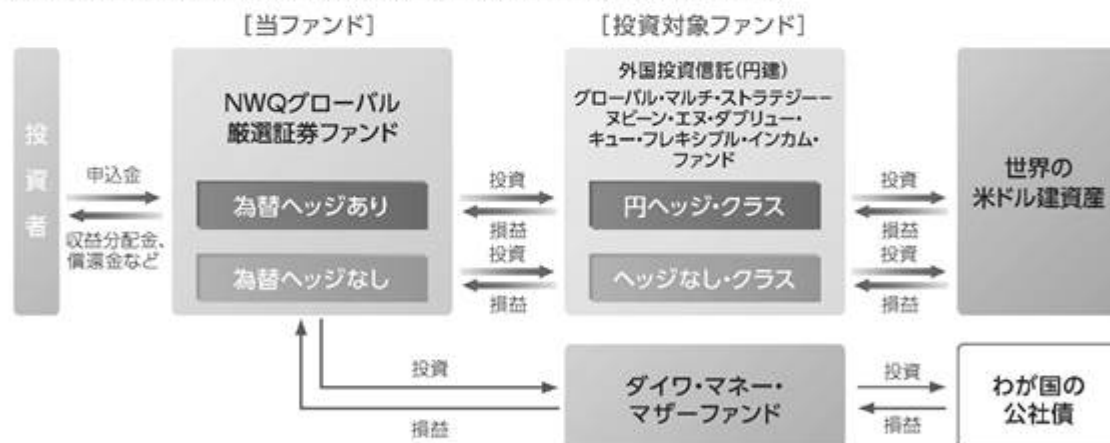 [当ファンド]
[投資対象ファンド]
投資者
申込金
収益分配金、
償還金など
NWQグローバル
厳選証券ファンド
為替ヘッジあり
為替ヘッジなし
投資
損益
投資
損益
外国投資信託(円建)
グローバル・マルチ・ストラテジー−
ヌビーン・エヌ・ダブリュー・
キュー・フレキシブル・インカム・
ファンド
円ヘッジ・クラス
ヘッジなし・クラス
投資
損益
投資
損益
世界の
米ドル建資産
投資
損益
ダイワ・マネー・
マザーファンド
投資
損益
わが国の
公社債